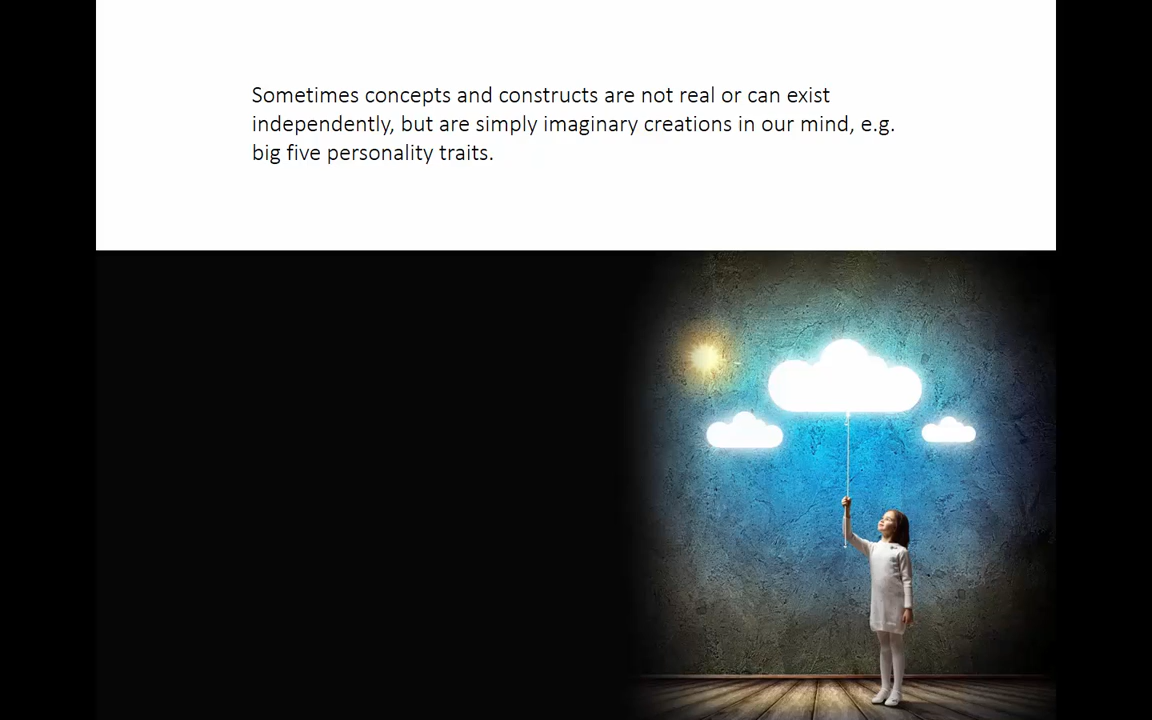 Sometimes concepts and constructs are not real or can exist
independently, but are simply imaginary creations in our mind, e.g.
big five personality traits.